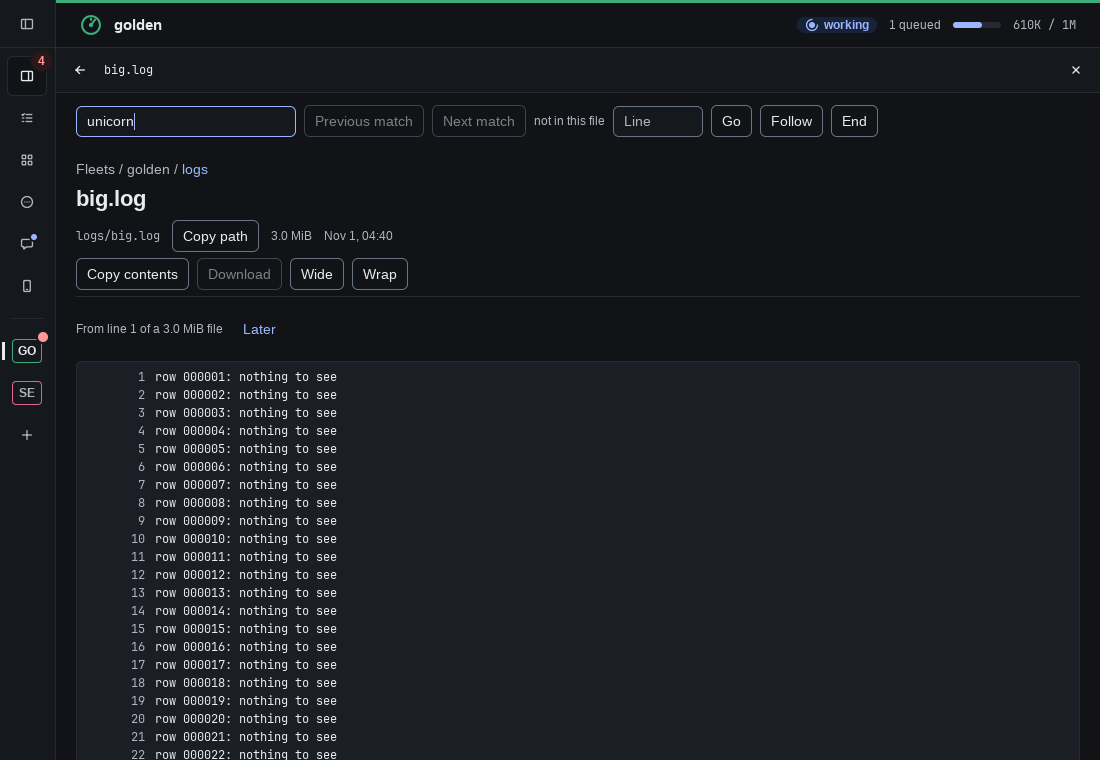 golden
working
1 queued
610K / 1M
4
big.log
unicorn
Previous match
Next match
not in this file
Line
Go
Follow
End
Fleets / golden / logs
big.log
logs/big.log
Copy path
3.0 MiB
Nov 1, 04:40
Copy contents
Download
Wide
Wrap
From line 1 of a 3.0 MiB file
Later
GO
SE
1 row 000001: nothing to see
2 row 000002: nothing to see
3 row 000003: nothing to see
4 row 000004: nothing to see
5 row 000005: nothing to see
6 row 000006: nothing to see
7 row 000007: nothing to see
8 row 000008: nothing to see
9 row 000009: nothing to see
10 row 000010: nothing to see
11 row 000011: nothing to see
12 row 000012: nothing to see
13 row 000013: nothing to see
14 row 000014: nothing to see
15 row 000015: nothing to see
16 row 000016: nothing to see
17 row 000017: nothing to see
18 row 000018: nothing to see
19 row 000019: nothing to see
20 row 000020: nothing to see
21 row 000021: nothing to see
22 row 000022: nothing to see